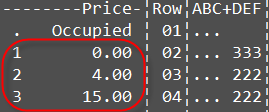 --------Price- Row ABC+DEF
. Occupied 01 ...
1 0.00 02 ... 333
2 4.00 03 ... 222
3 15.00 04 ... 222